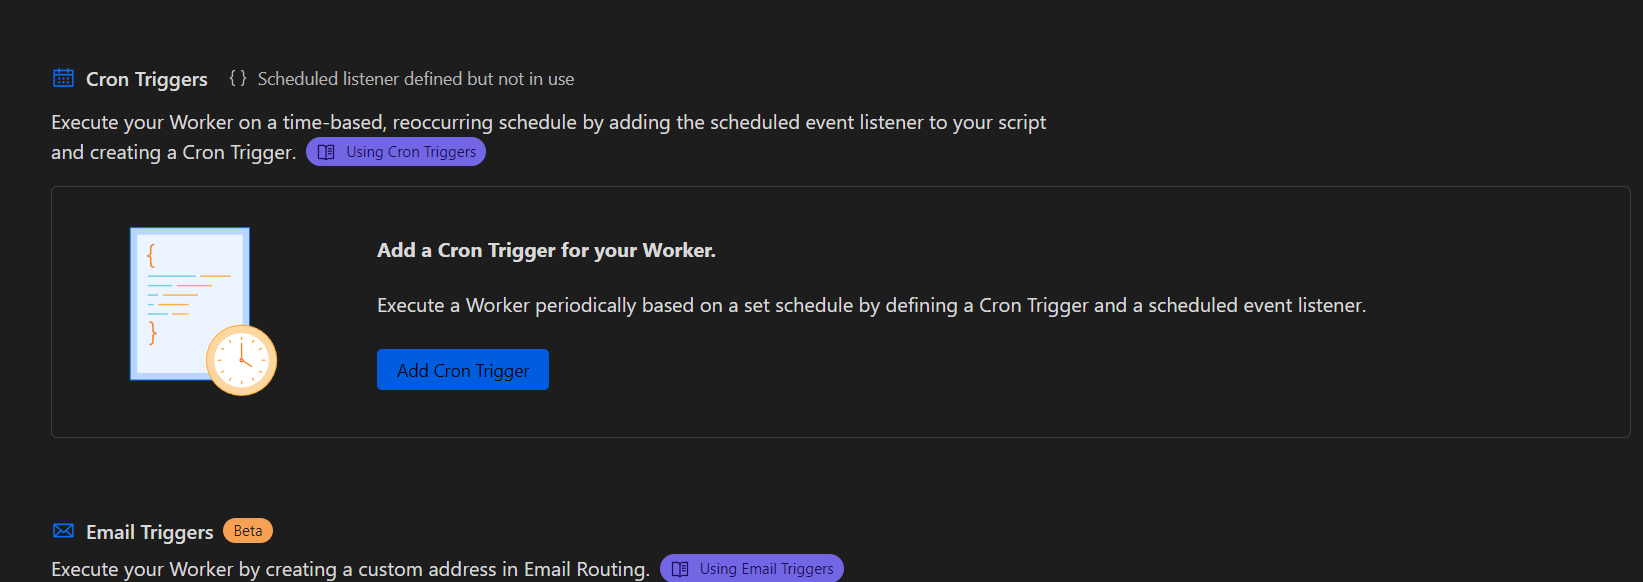 Cron Triggers {} Scheduled listener defined but not in use
Execute your Worker on a time-based, reoccurring schedule by adding the scheduled event listener to your script
and creating a Cron Trigger. Using Cron Triggers
Add a Cron Trigger for your Worker.
Execute a Worker periodically based on a set schedule by defining a Cron Trigger and a scheduled event listener.
Add Cron Trigger
Email Triggers Beta
Execute your Worker by creating a custom address in Email Routing. Using Email Triggers